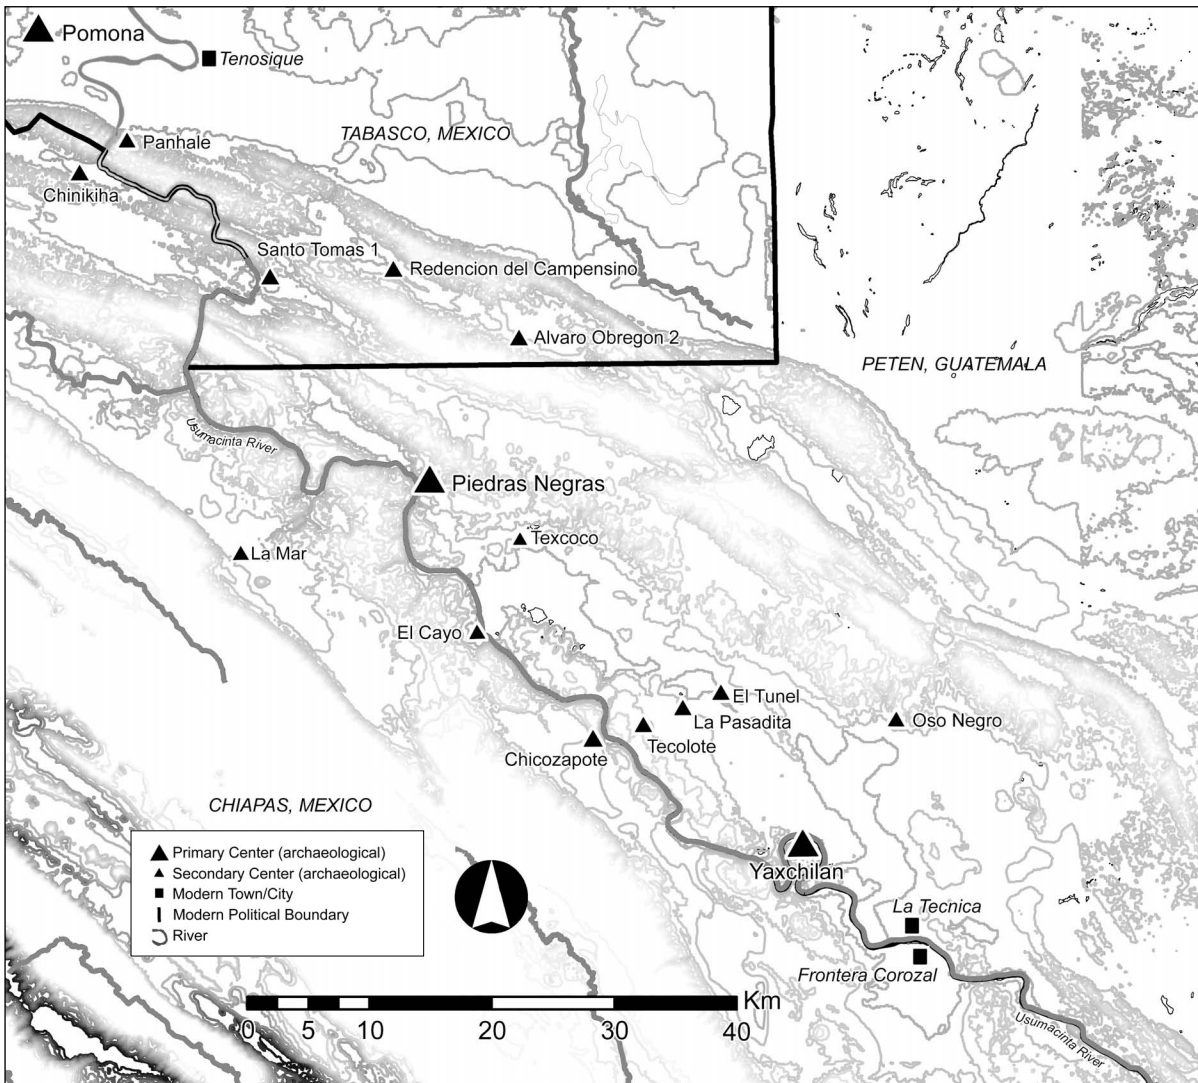 Pomona
Tenosique
TABASCO, MEXICO
Panhale
Chinikiha
Santo Tomas 1
Redencion del Campensino
Alvaro Obregon 2
PETEN, GUATEMALA
Usumacinta River
Piedras Negras
Texcoco
La Mar
El Cayo
El Tunel
La Pasadita
Oso Negro
Tecolote
Chicozapote
CHIAPAS, MEXICO
Primary Center (archaeological)
Secondary Center (archaeological)
Modern Town/City
Modern Political Boundary
River
Yaxchilan
La Tecnica
Frontera Corozal
Km
0 5 10 20 30 40
Usumacinta River